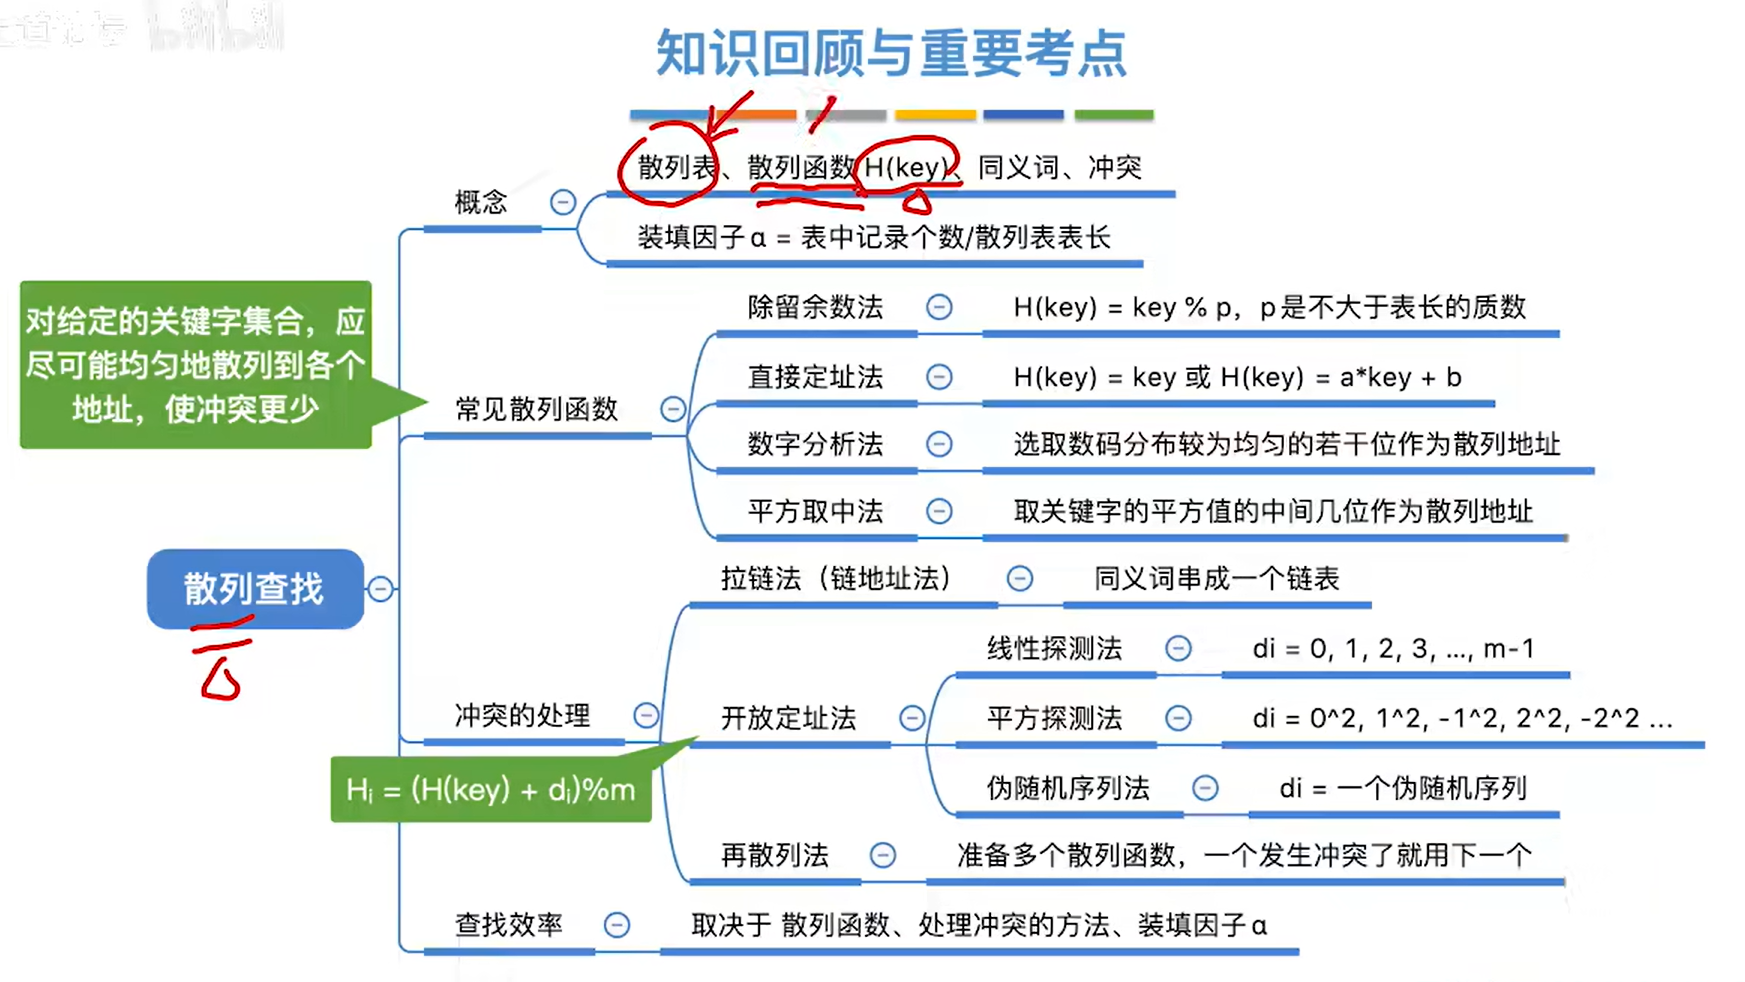 知识回顾与重要考点
散列表、散列函数 H(key)、同义词、冲突
概念
装填因子α = 表中记录个数/散列表表长
对给定的关键字集合，应
尽可能均匀地散列到各个
地址，使冲突更少
常见散列函数
除留余数法
H(key) = key % p，p是不大于表长的质数
直接定址法
H(key) = key 或 H(key) = a*key + b
数字分析法
选取数码分布较为均匀的若干位作为散列地址
平方取中法
取关键字的平方值的中间几位作为散列地址
散列查找
冲突的处理
拉链法（链地址法）
同义词串成一个链表
开放定址法
Hi = (H(key) + di)%m
线性探测法
di = 0, 1, 2, 3, ..., m-1
平方探测法
di = 0^2, 1^2, -1^2, 2^2, -2^2 ...
伪随机序列法
di = 一个伪随机序列
再散列法
准备多个散列函数，一个发生冲突了就用下一个
查找效率
取决于 散列函数、处理冲突的方法、装填因子α